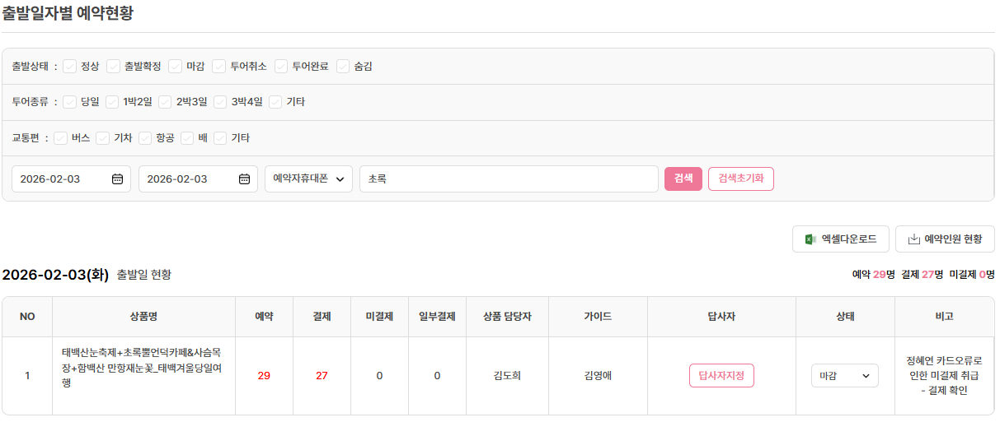 출발일자별 예약현황
출발상태 : 정상 출발확정 마감 투어취소 투어완료 숨김
투어종류 : 당일 1박2일 2박3일 3박4일 기타
교통편 : 버스 기차 항공 배 기타
2026-02-03 2026-02-03 예약자휴대폰 초록 검색 검색초기화
엑셀다운로드 예약인원 현황
2026-02-03(화) 출발일 현황 예약 29명 결제 27명 미결제 0명
NO 상품명 예약 결제 미결제 일부결제 상품 담당자 가이드 답사자 상태 비고
1
태백산눈축제+초록뿔언덕카페&사슴목
장+함백산 만항재눈꽃_태백겨울당일여
행
29 27 0 0 김도희 김영애 답사자지정 마감
정혜연 카드오류로
인한 미결제 취급
- 결제 확인